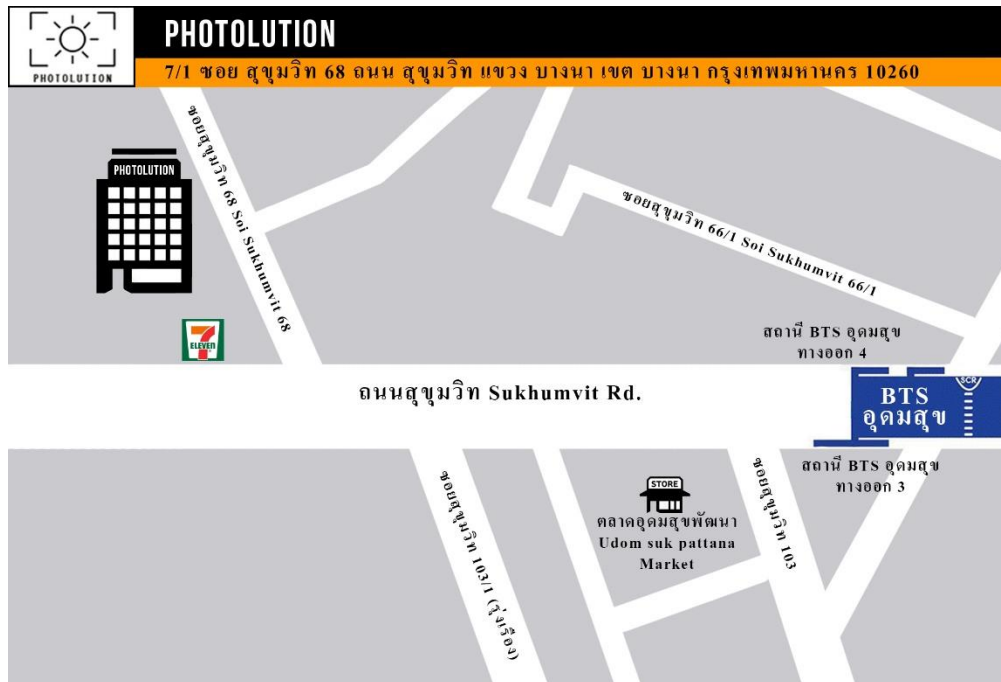 PHOTOLUTION
PHOTOLUTION
7/1 ซอย สุขุมวิท 68 ถนน สุขุมวิท แขวง บางนา เขต บางนา กรุงเทพมหานคร 10260
PHOTOLUTION
ซอยสุขุมวิท 68 Soi Sukhumvit 68
ซอยสุขุมวิท 66/1 Soi Sukhumvit 66/1
7
ELEVEN
สถานี BTS อุดมสุข
ทางออก 4
ถนนสุขุมวิท Sukhumvit Rd.
BTS
อุดมสุข
SCR
สถานี BTS อุดมสุข
ทางออก 3
ซอยสุขุมวิท 103/1 (รุ่งเรือง)
STORE
ตลาดอุดมสุขพัฒนา
Udom suk pattana
Market
ซอยสุขุมวิท 103